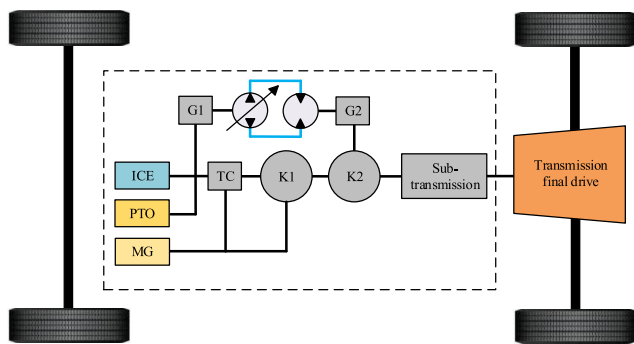 G1
G2
ICE
TC
K1
K2
Sub-
transmission
Transmission
final drive
PTO
MG